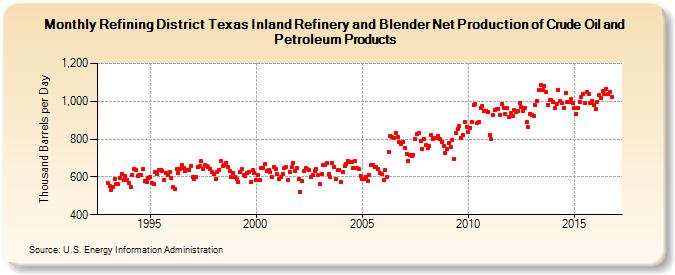 Monthly Refining District Texas Inland Refinery and Blender Net Production of Crude Oil and
Petroleum Products
Thousand Barrels per Day
1,200
1,000
800
600
400
1995
2000
2005
2010
2015
Source: U.S. Energy Information Administration